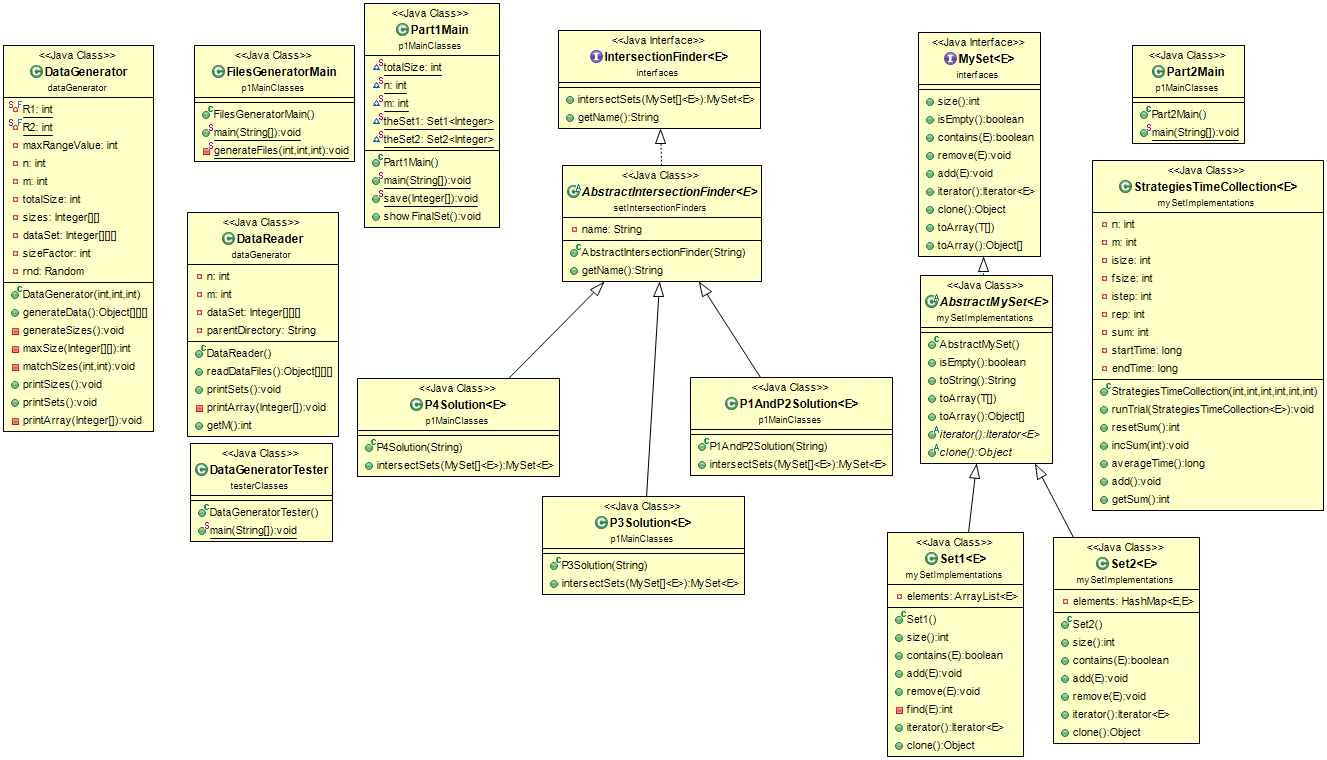 <<Java Class>>
DataGenerator
dataGenerator
R1: int
R2: int
maxRangeValue: int
n: int
m: int
totalSize: int
sizes: Integer[][]
dataSet: Integer[][][]
sizeFactor: int
rnd: Random
DataGenerator(int,int,int)
generateData():Object[][][]
generateSizes():void
maxSize(Integer[][]):int
matchSizes(int,int):void
printSizes():void
printSets():void
printArray(Integer[]):void
<<Java Class>>
FilesGeneratorMain
p1MainClasses
FilesGeneratorMain()
main(String[]):void
generateFiles(int,int,int):void
<<Java Class>>
DataReader
dataGenerator
n: int
m: int
dataSet: Integer[][][]
parentDirectory: String
DataReader()
readDataFiles():Object[][][]
printSets():void
printArray(Integer[]):void
getM():int
<<Java Class>>
DataGeneratorTester
testerClasses
DataGeneratorTester()
main(String[]):void
<<Java Class>>
Part1Main
p1MainClasses
totalSize: int
n: int
m: int
theSet1: Set1<Integer>
theSet2: Set2<Integer>
Part1Main()
main(String[]):void
save(Integer[]):void
showFinalSet():void
<<Java Interface>>
IntersectionFinder<E>
interfaces
intersectSets(MySet[]<E>):MySet<E>
getName():String
<<Java Class>>
AbstractIntersectionFinder<E>
setIntersectionFinders
name: String
AbstractIntersectionFinder(String)
getName():String
<<Java Class>>
P4Solution<E>
p1MainClasses
P4Solution(String)
intersectSets(MySet[]<E>):MySet<E>
<<Java Class>>
P3Solution<E>
p1MainClasses
P3Solution(String)
intersectSets(MySet[]<E>):MySet<E>
<<Java Class>>
P1AndP2Solution<E>
p1MainClasses
P1AndP2Solution(String)
intersectSets(MySet[]<E>):MySet<E>
<<Java Interface>>
MySet<E>
interfaces
size():int
isEmpty():boolean
contains(E):boolean
remove(E):void
add(E):void
iterator():Iterator<E>
clone():Object
toArray(T[])
toArray():Object[]
<<Java Class>>
AbstractMySet<E>
mySetImplementations
AbstractMySet()
isEmpty():boolean
toString():String
toArray(T[])
toArray():Object[]
iterator():Iterator<E>
clone():Object
<<Java Class>>
Set1<E>
mySetImplementations
elements: ArrayList<E>
Set1()
size():int
contains(E):boolean
add(E):void
remove(E):void
find(E):int
iterator():Iterator<E>
clone():Object
<<Java Class>>
Set2<E>
mySetImplementations
elements: HashMap<E,E>
Set2()
size():int
contains(E):boolean
add(E):void
remove(E):void
iterator():Iterator<E>
clone():Object
<<Java Class>>
Part2Main
p1MainClasses
Part2Main()
main(String[]):void
<<Java Class>>
StrategiesTimeCollection<E>
mySetImplementations
n: int
m: int
isize: int
fsize: int
istep: int
rep: int
sum: int
startTime: long
endTime: long
StrategiesTimeCollection(int,int,int,int,int,int)
runTrial(StrategiesTimeCollection<E>):void
resetSum():int
incSum(int):void
averageTime():long
add():void
getSum():int